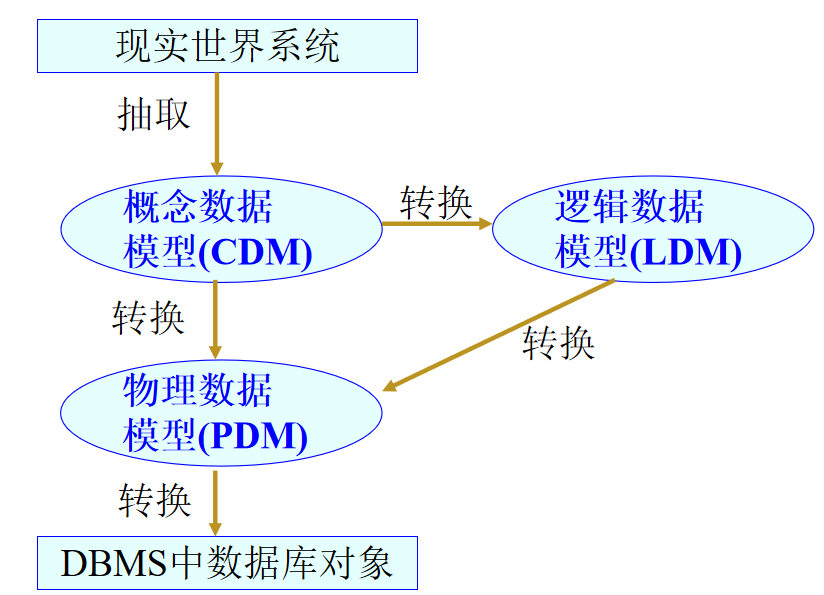 现实世界系统
抽取
概念数据
模型(CDM)
转换
逻辑数据
模型(LDM)
转换
转换
物理数据
模型(PDM)
转换
DBMS中数据库对象